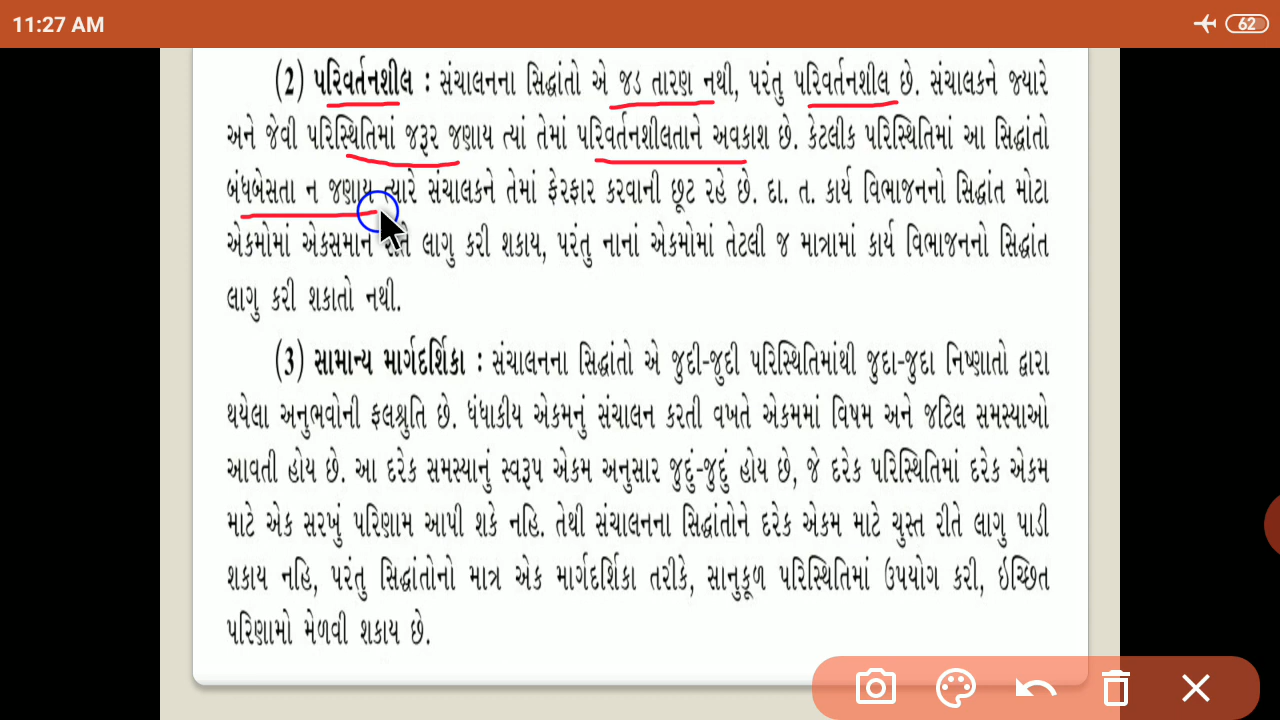 11:27 AM
62
(2) પરિવર્તનશીલ : સંચાલનના સિદ્ધાંતો એ જડ તારણ નથી, પરંતુ પરિવર્તનશીલ છે. સંચાલકને જ્યારે
અને જેવી પરિસ્થિતિમાં જરૂર જણાય ત્યાં તેમાં પરિવર્તનશીલતાને અવકાશ છે. કેટલીક પરિસ્થિતિમાં આ સિદ્ધાંતો
બંધબેસતા ન જણાય ત્યારે સંચાલકને તેમાં ફેરફાર કરવાની છૂટ રહે છે. દા. ત. કાર્ય વિભાજનનો સિદ્ધાંત મોટા
એકમોમાં એકસમાન રીતે લાગુ કરી શકાય, પરંતુ નાનાં એકમોમાં તેટલી જ માત્રામાં કાર્ય વિભાજનનો સિદ્ધાંત
લાગુ કરી શકાતો નથી.
(3) સામાન્ય માર્ગદર્શિકા : સંચાલનના સિદ્ધાંતો એ જુદી-જુદી પરિસ્થિતિમાંથી જુદા-જુદા નિષ્ણાતો દ્વારા
થયેલા અનુભવોની ફલશ્રુતિ છે. ધંધાકીય એકમનું સંચાલન કરતી વખતે એકમમાં વિષમ અને જટિલ સમસ્યાઓ
આવતી હોય છે. આ દરેક સમસ્યાનું સ્વરૂપ એકમ અનુસાર જુદું-જુદું હોય છે, જે દરેક પરિસ્થિતિમાં દરેક એકમ
માટે એક સરખું પરિણામ આપી શકે નહિ. તેથી સંચાલનના સિદ્ધાંતોને દરેક એકમ માટે ચુસ્ત રીતે લાગુ પાડી
શકાય નહિ, પરંતુ સિદ્ધાંતોનો માત્ર એક માર્ગદર્શિકા તરીકે, સાનુકૂળ પરિસ્થિતિમાં ઉપયોગ કરી, ઇચ્છિત
પરિણામો મેળવી શકાય છે.